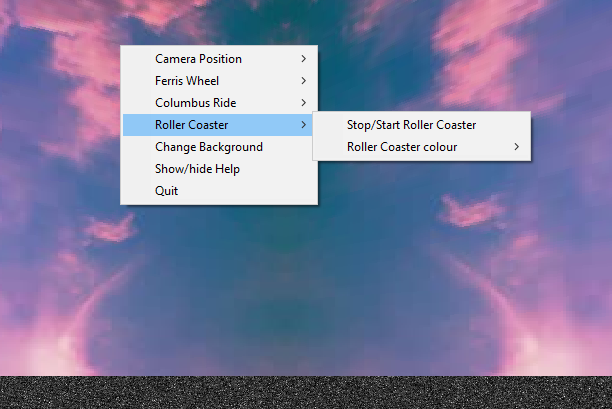 Camera Position
Ferris Wheel
Columbus Ride
Roller Coaster
Change Background
Show/hide Help
Quit
Stop/Start Roller Coaster
Roller Coaster colour